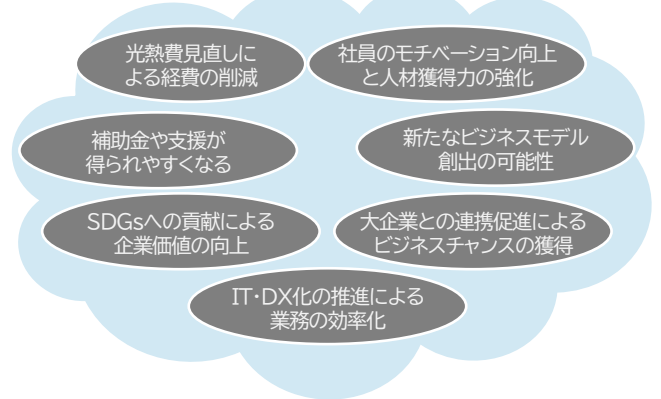 光熱費見直しに
よる経費の削減
社員のモチベーション向上
と人材獲得力の強化
補助金や支援が
得られやすくなる
新たなビジネスモデル
創出の可能性
SDGsへの貢献による
企業価値の向上
大企業との連携促進による
ビジネスチャンスの獲得
IT・DX化の推進による
業務の効率化